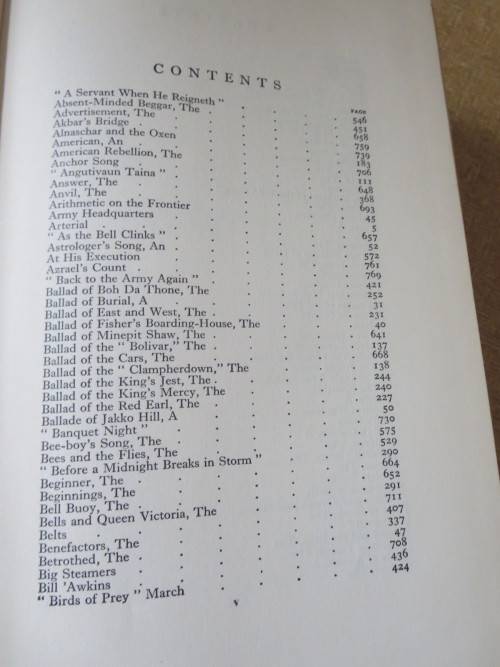 CONTENTS
PAGE
“ A Servant When He Reigneth ” 546
Absent-Minded Beggar, The 451
Advertisement, The 658
Akbar's Bridge 759
Alnaschar and the Oxen 739
American, An 183
American Rebellion, The 706
Anchor Song 111
“ Angutivaun Taina ” 648
Answer, The 368
Anvil, The 693
Arithmetic on the Frontier 45
Army Headquarters 5
Arterial 657
“ As the Bell Clinks ” 52
Astrologer's Song, An 572
At His Execution 761
Azrael's Count 769
“ Back to the Army Again ” 421
Ballad of Boh Da Thone, The 252
Ballad of Burial, A 31
Ballad of East and West, The 231
Ballad of Fisher's Boarding-House, The 40
Ballad of Minepit Shaw, The 641
Ballad of the “ Bolivar,” The 137
Ballad of the Cars, The 668
Ballad of the “ Clampherdown,” The 138
Ballad of the King's Jest, The 244
Ballad of the King's Mercy, The 240
Ballad of the Red Earl, The 227
Ballade of Jakko Hill, A 50
“ Banquet Night ” 730
Bee-boy's Song, The 575
Bees and the Flies, The 529
“ Before a Midnight Breaks in Storm ” 290
Beginner, The 664
Beginnings, The 652
Bell Buoy, The 291
Bells and Queen Victoria, The 711
Belts 407
Benefactors, The 337
Betrothed, The 47
Big Steamers 708
Bill 'Awkins 436
“ Birds of Prey ” March 424
v